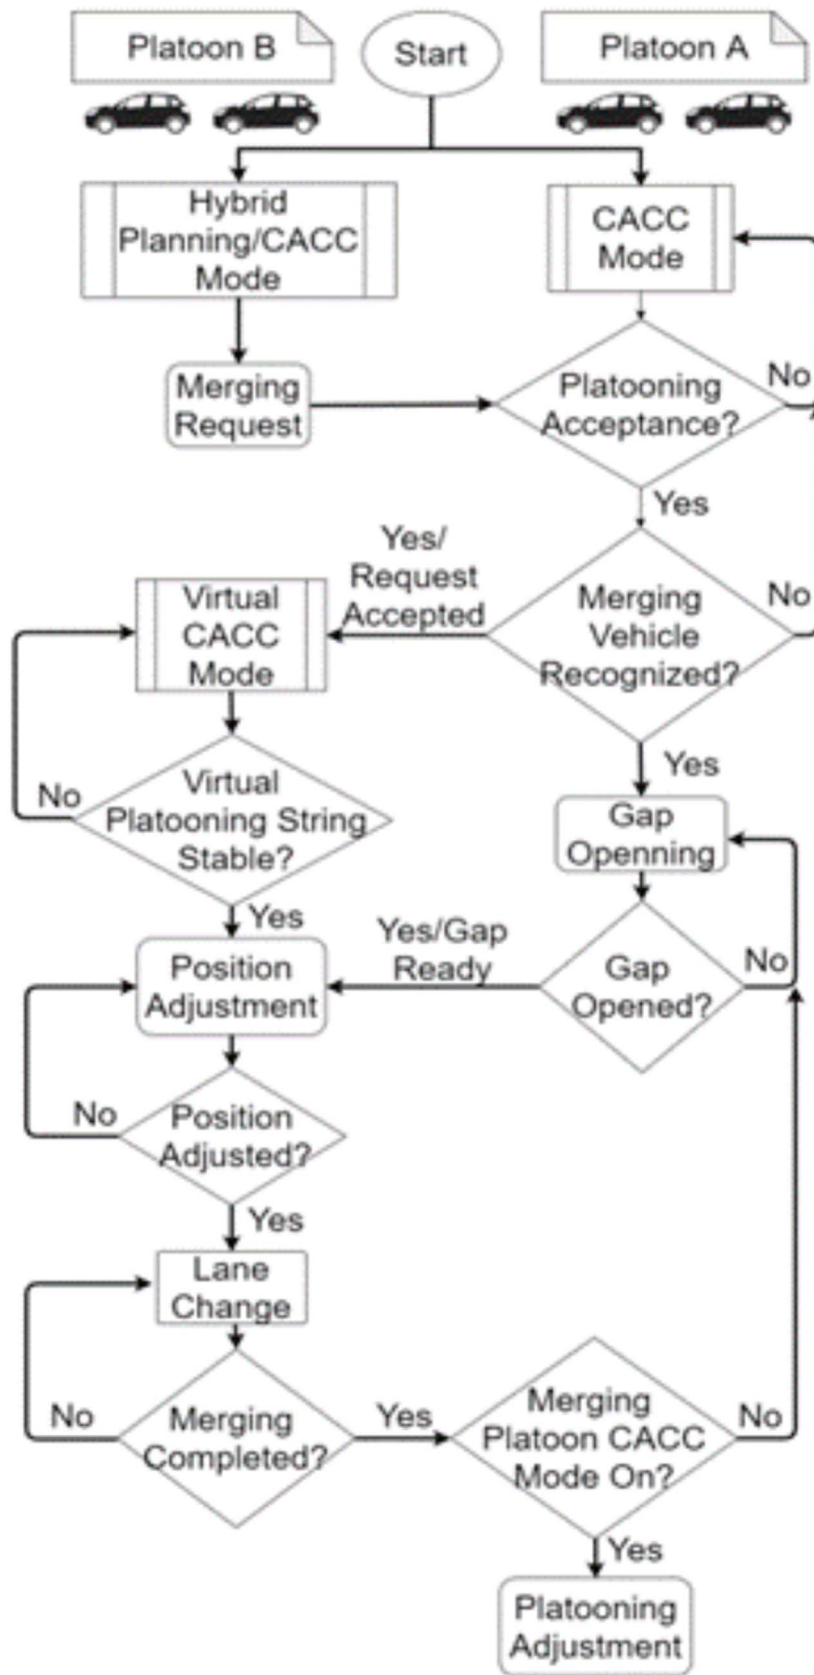 Platoon B
Start
Platoon A
Hybrid
Planning/CACC
Mode
CACC
Mode
Merging
Request
Platooning
Acceptance?
No
Yes
Yes/
Request
Accepted
Virtual
CACC
Mode
Merging
Vehicle
Recognized?
No
Yes
No
Virtual
Platooning String
Stable?
Gap
Openning
Yes
Yes/Gap
Ready
Position
Adjustment
Gap
Opened?
No
No
Position
Adjusted?
Yes
Lane
Change
No
Merging
Completed?
Yes
Merging
Platoon CACC
Mode On?
No
Yes
Platooning
Adjustment